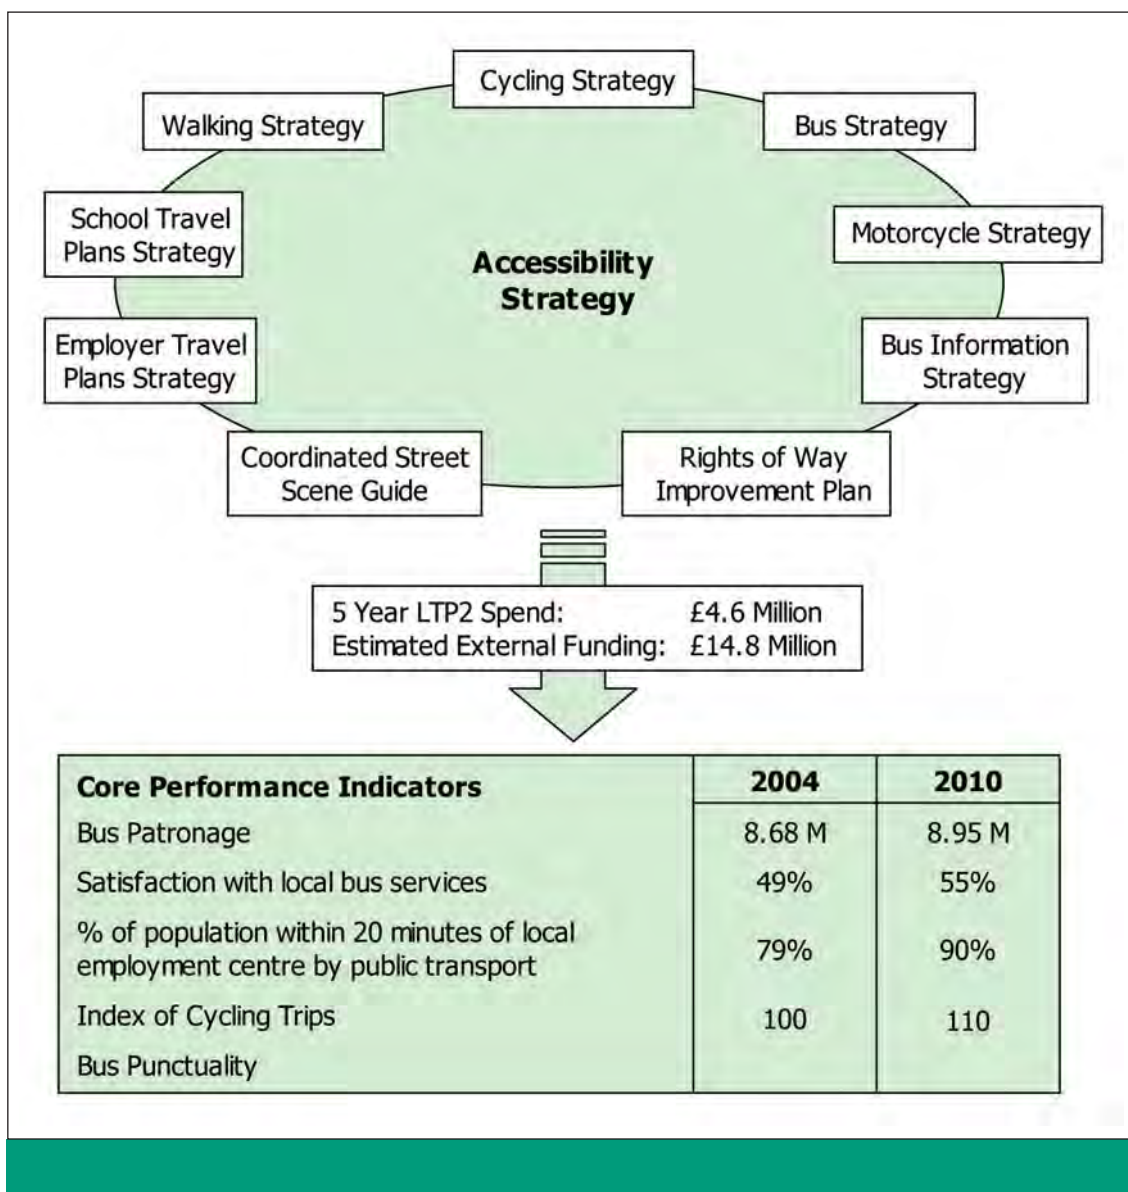 Cycling Strategy
Walking Strategy
Bus Strategy
School Travel
Plans Strategy
Motorcycle Strategy
Accessibility
Strategy
Employer Travel
Plans Strategy
Bus Information
Strategy
Coordinated Street
Scene Guide
Rights of Way
Improvement Plan
5 Year LTP2 Spend: £4.6 Million
Estimated External Funding: £14.8 Million
Core Performance Indicators 2004 2010
Bus Patronage 8.68 M 8.95 M
Satisfaction with local bus services 49% 55%
% of population within 20 minutes of local
employment centre by public transport 79% 90%
Index of Cycling Trips 100 110
Bus Punctuality